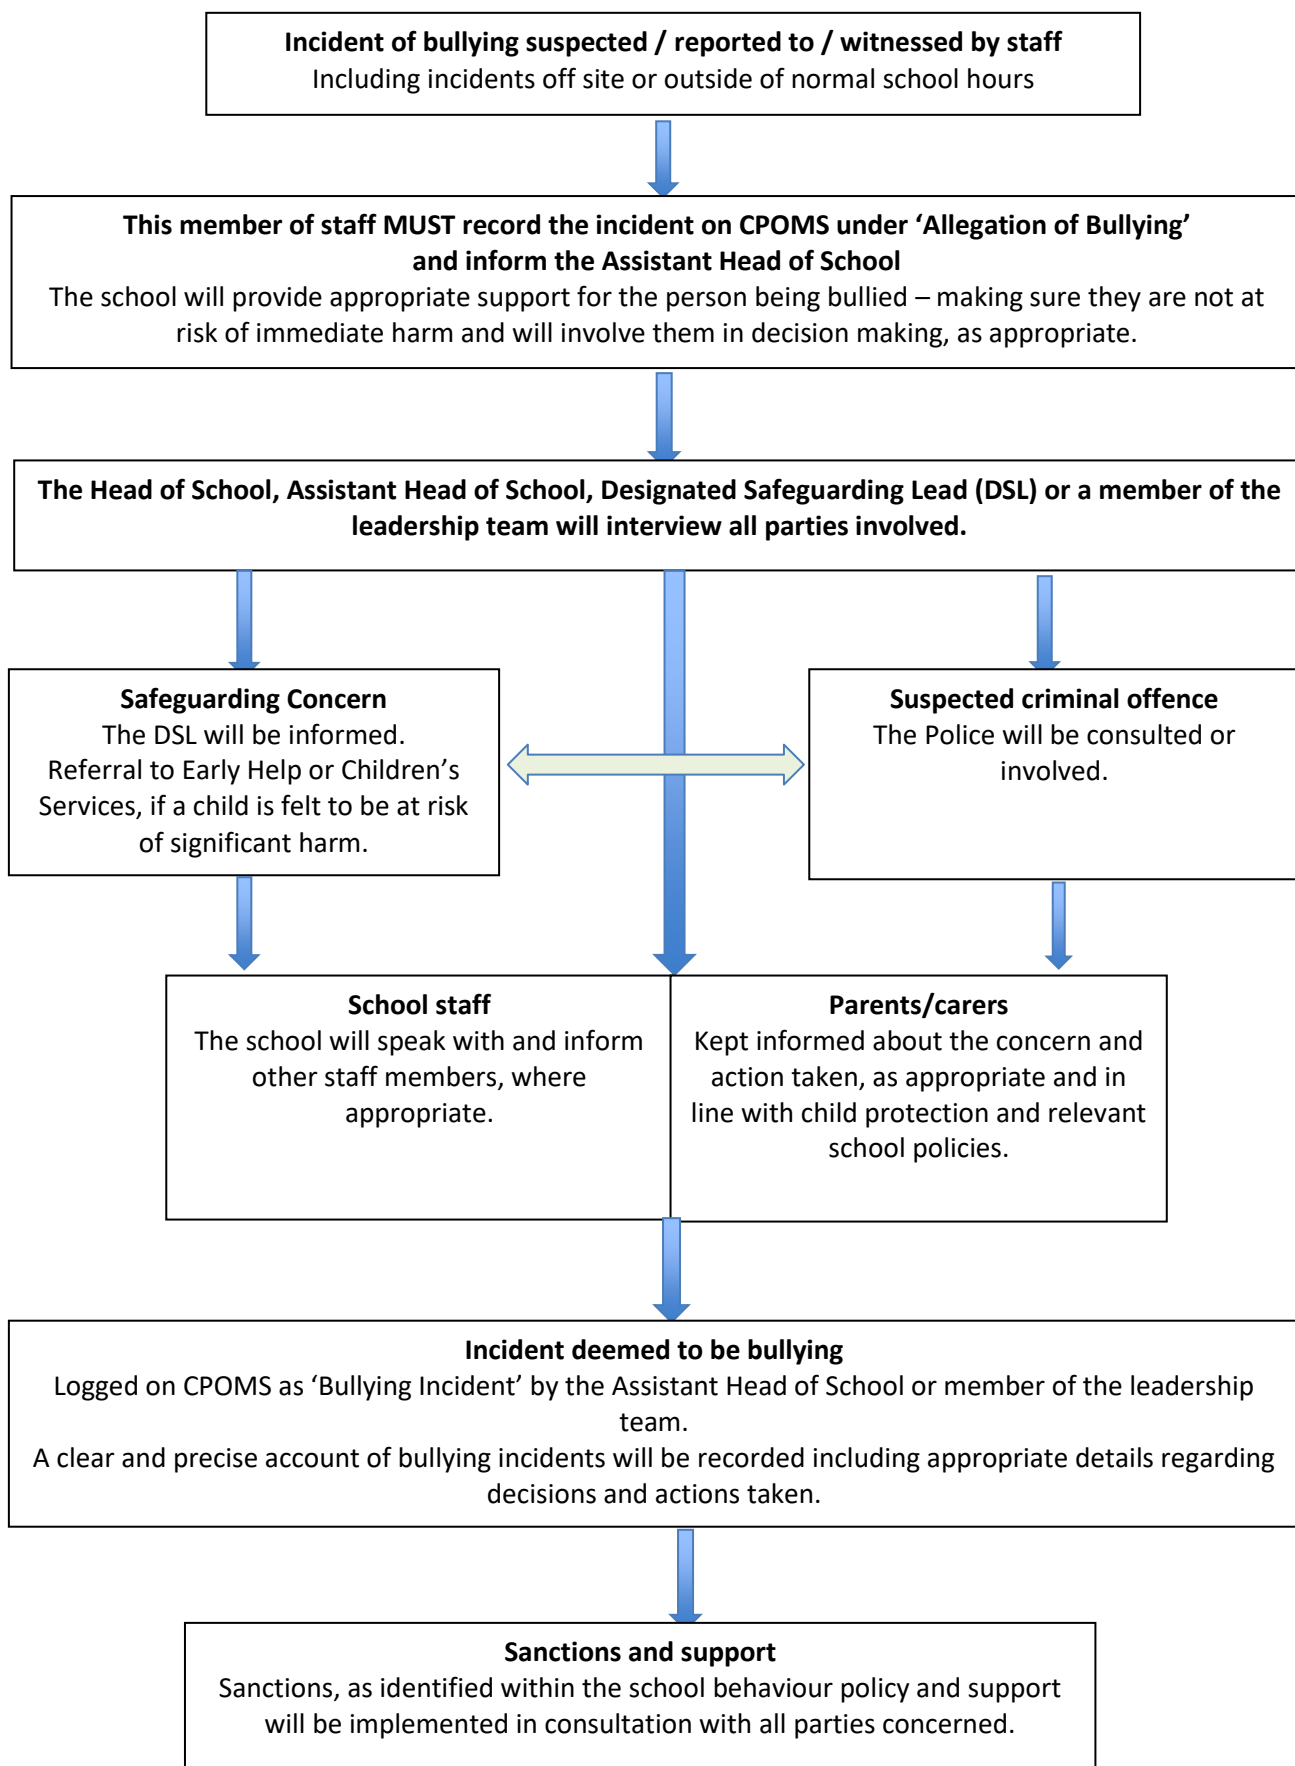 Incident of bullying suspected / reported to / witnessed by staff
Including incidents off site or outside of normal school hours
This member of staff MUST record the incident on CPOMS under ‘Allegation of Bullying’
and inform the Assistant Head of School
The school will provide appropriate support for the person being bullied – making sure they are not at
risk of immediate harm and will involve them in decision making, as appropriate.
The Head of School, Assistant Head of School, Designated Safeguarding Lead (DSL) or a member of the
leadership team will interview all parties involved.
Safeguarding Concern
The DSL will be informed.
Referral to Early Help or Children’s
Services, if a child is felt to be at risk
of significant harm.
Suspected criminal offence
The Police will be consulted or
involved.
School staff
The school will speak with and inform
other staff members, where
appropriate.
Parents/carers
Kept informed about the concern and
action taken, as appropriate and in
line with child protection and relevant
school policies.
Incident deemed to be bullying
Logged on CPOMS as ‘Bullying Incident’ by the Assistant Head of School or member of the leadership
team.
A clear and precise account of bullying incidents will be recorded including appropriate details regarding
decisions and actions taken.
Sanctions and support
Sanctions, as identified within the school behaviour policy and support
will be implemented in consultation with all parties concerned.